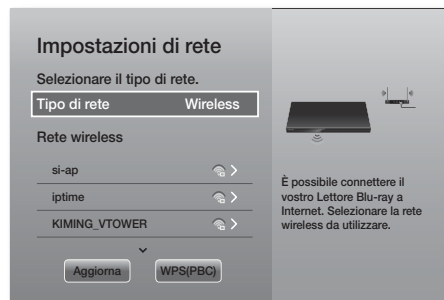 Impostazioni di rete
Selezionare il tipo di rete.
Tipo di rete Wireless
Rete wireless
si-ap
iptime
KIMING_VTOWER
Aggiorna WPS(PBC)
È possibile connettere il
vostro Lettore Blu-ray a
Internet. Selezionare la rete
wireless da utilizzare.